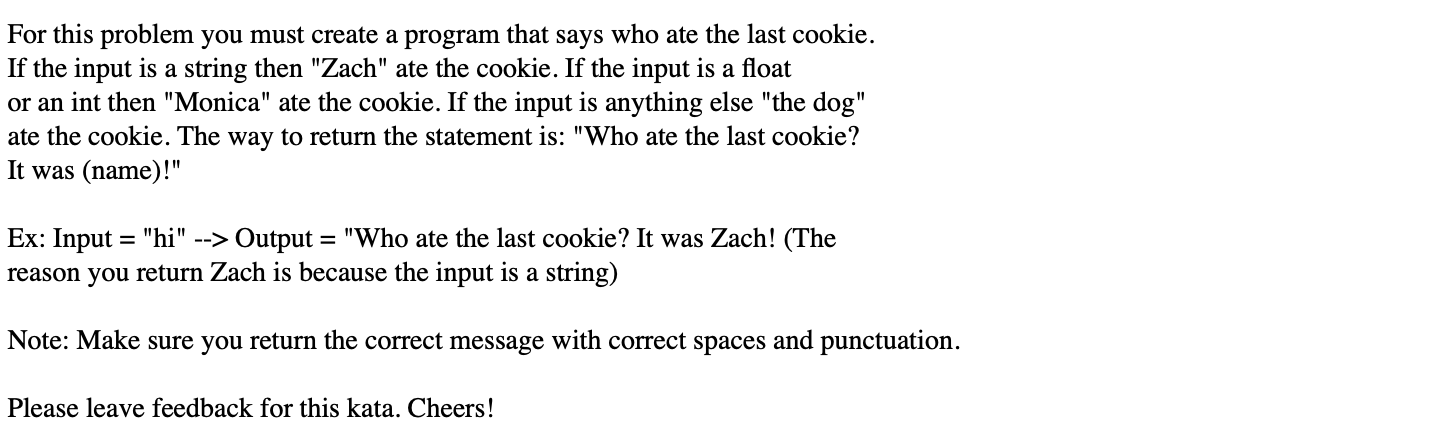 For this problem you must create a program that says who ate the last cookie.
If the input is a string then "Zach" ate the cookie. If the input is a float
or an int then "Monica" ate the cookie. If the input is anything else "the dog"
ate the cookie. The way to return the statement is: "Who ate the last cookie?
It was (name)!"
Ex: Input = "hi" --> Output = "Who ate the last cookie? It was Zach! (The
reason you return Zach is because the input is a string)
Note: Make sure you return the correct message with correct spaces and punctuation.
Please leave feedback for this kata. Cheers!